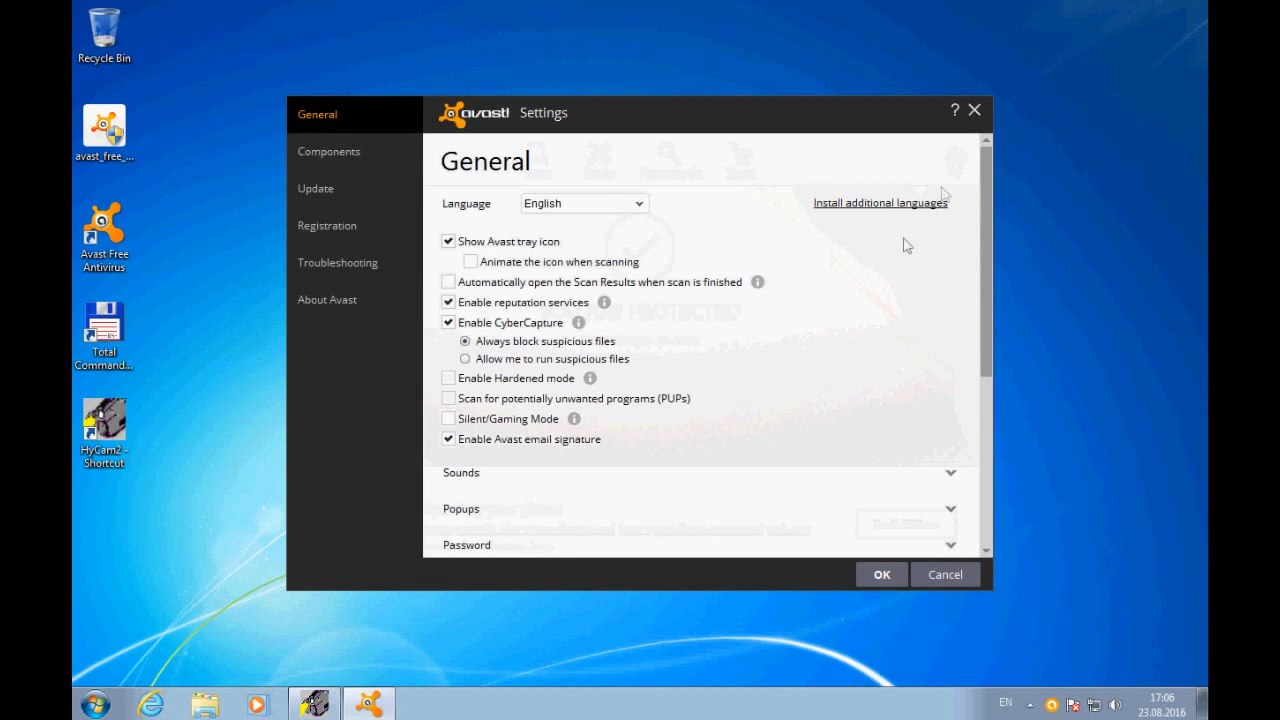 Recycle Bin
avast_free_...
Avast Free
Antivirus
Total
Command...
HyCam2 -
Shortcut
General
Components
Update
Registration
Troubleshooting
About Avast
avast! Settings
?
General
Language English Install additional languages
Show Avast tray icon
Animate the icon when scanning
Automatically open the Scan Results when scan is finished
Enable reputation services
Enable CyberCapture
Always block suspicious files
Allow me to run suspicious files
Enable Hardened mode
Scan for potentially unwanted programs (PUPs)
Silent/Gaming Mode
Enable Avast email signature
Sounds
Popups
Password
OK Cancel
EN
17:06
23.08.2016